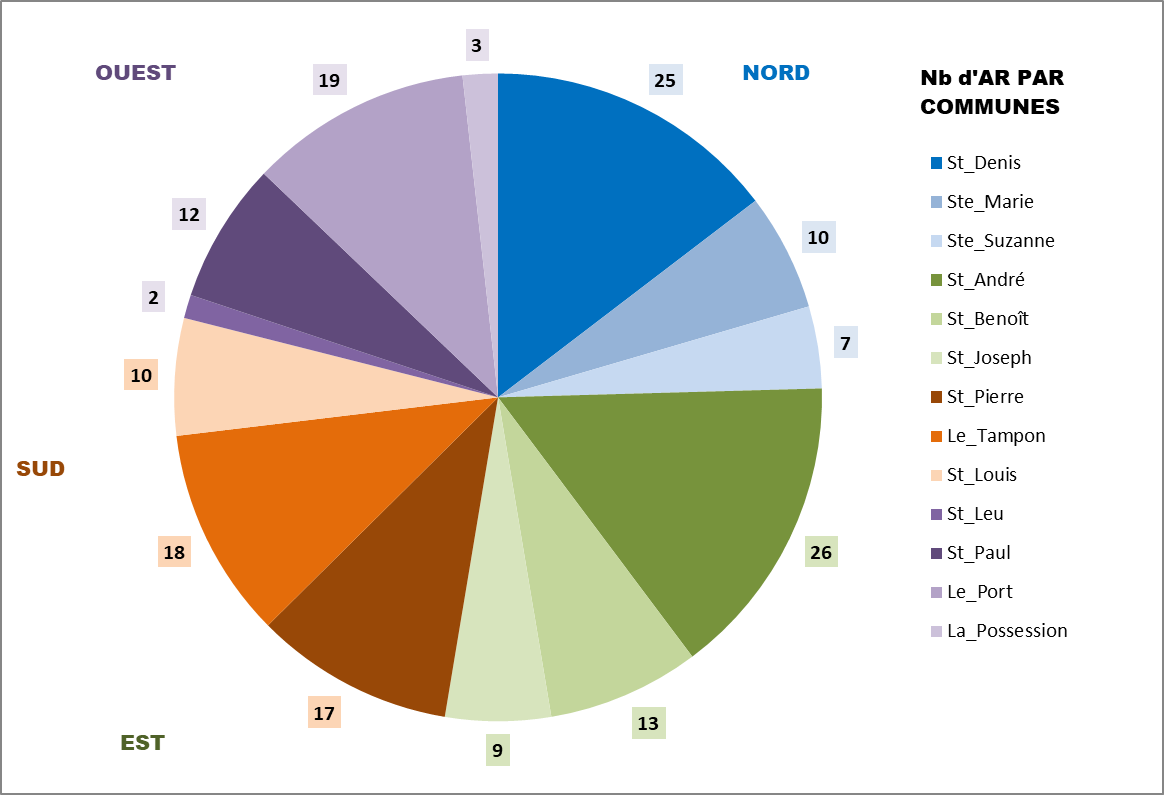 OUEST
NORD
3
19
25
12
10
2
7
10
SUD
18
26
17
13
EST
9
Nb d'AR PAR
COMMUNES
St_Denis
Ste_Marie
Ste_Suzanne
St_André
St_Benoît
St_Joseph
St_Pierre
Le_Tampon
St_Louis
St_Leu
St_Paul
Le_Port
La_Possession